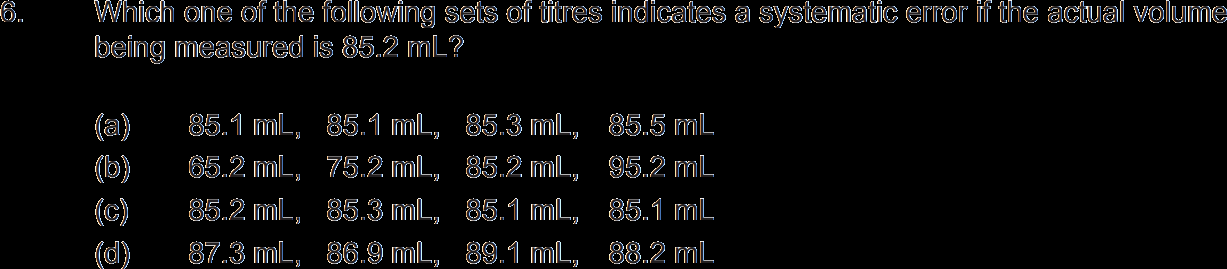 6. Which one of the following sets of titres indicates a systematic error if the actual volume
being measured is 85.2 mL?
(a) 85.1 mL, 85.1 mL, 85.3 mL, 85.5 mL
(b) 65.2 mL, 75.2 mL, 85.2 mL, 95.2 mL
(c) 85.2 mL, 85.3 mL, 85.1 mL, 85.1 mL
(d) 87.3 mL, 86.9 mL, 89.1 mL, 88.2 mL